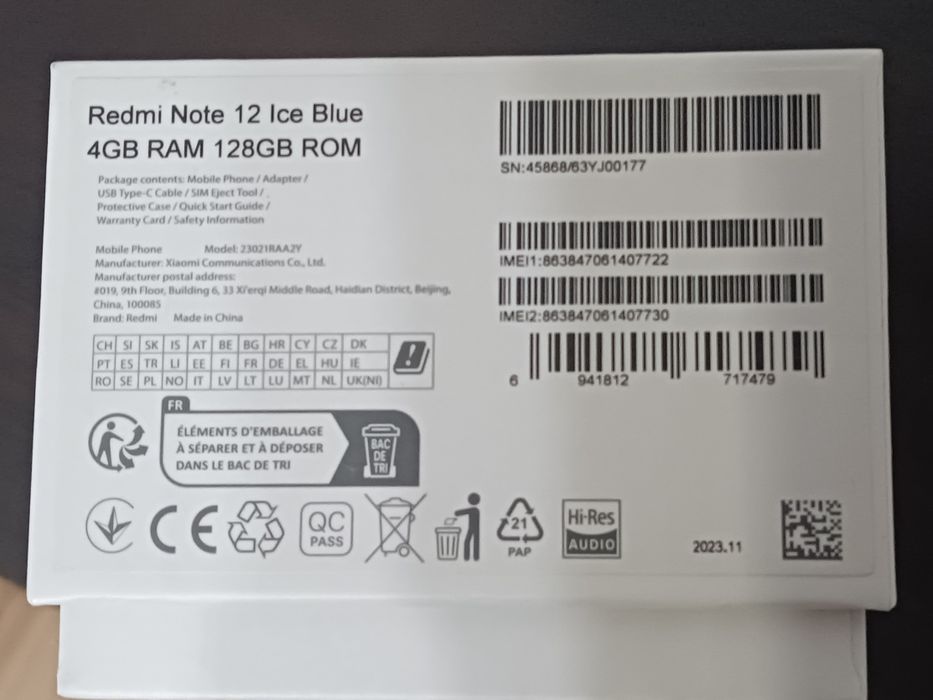 Redmi Note 12 Ice Blue
4GB RAM 128GB ROM
Package contents: Mobile Phone / Adapter /
USB Type-C Cable / SIM Eject Tool /
Protective Case / Quick Start Guide /
Warranty Card / Safety Information
Mobile Phone Model: 23021RAA2Y
Manufacturer: Xiaomi Communications Co., Ltd.
Manufacturer postal address:
#019, 9th Floor, Building 6, 33 Xi'erqi Middle Road, Haidian District, Beijing,
China, 100085
Brand: Redmi Made in China
CH SI SK IS AT BE BG HR CY CZ DK
PT ES TR LI EE FI FR DE EL HU IE
RO SE PL NO IT LV LT LU MT NL UK(NI)
FR
ÉLÉMENTS D'EMBALLAGE
À SÉPARER ET À DÉPOSER
DANS LE BAC DE TRI
BAC
DE
TRI
CE
QC
PASS
21
PAP
Hi-Res
AUDIO
SN:45868/63YJ00177
IMEI1:863847061407722
IMEI2:863847061407730
6 941812 717479
2023.11